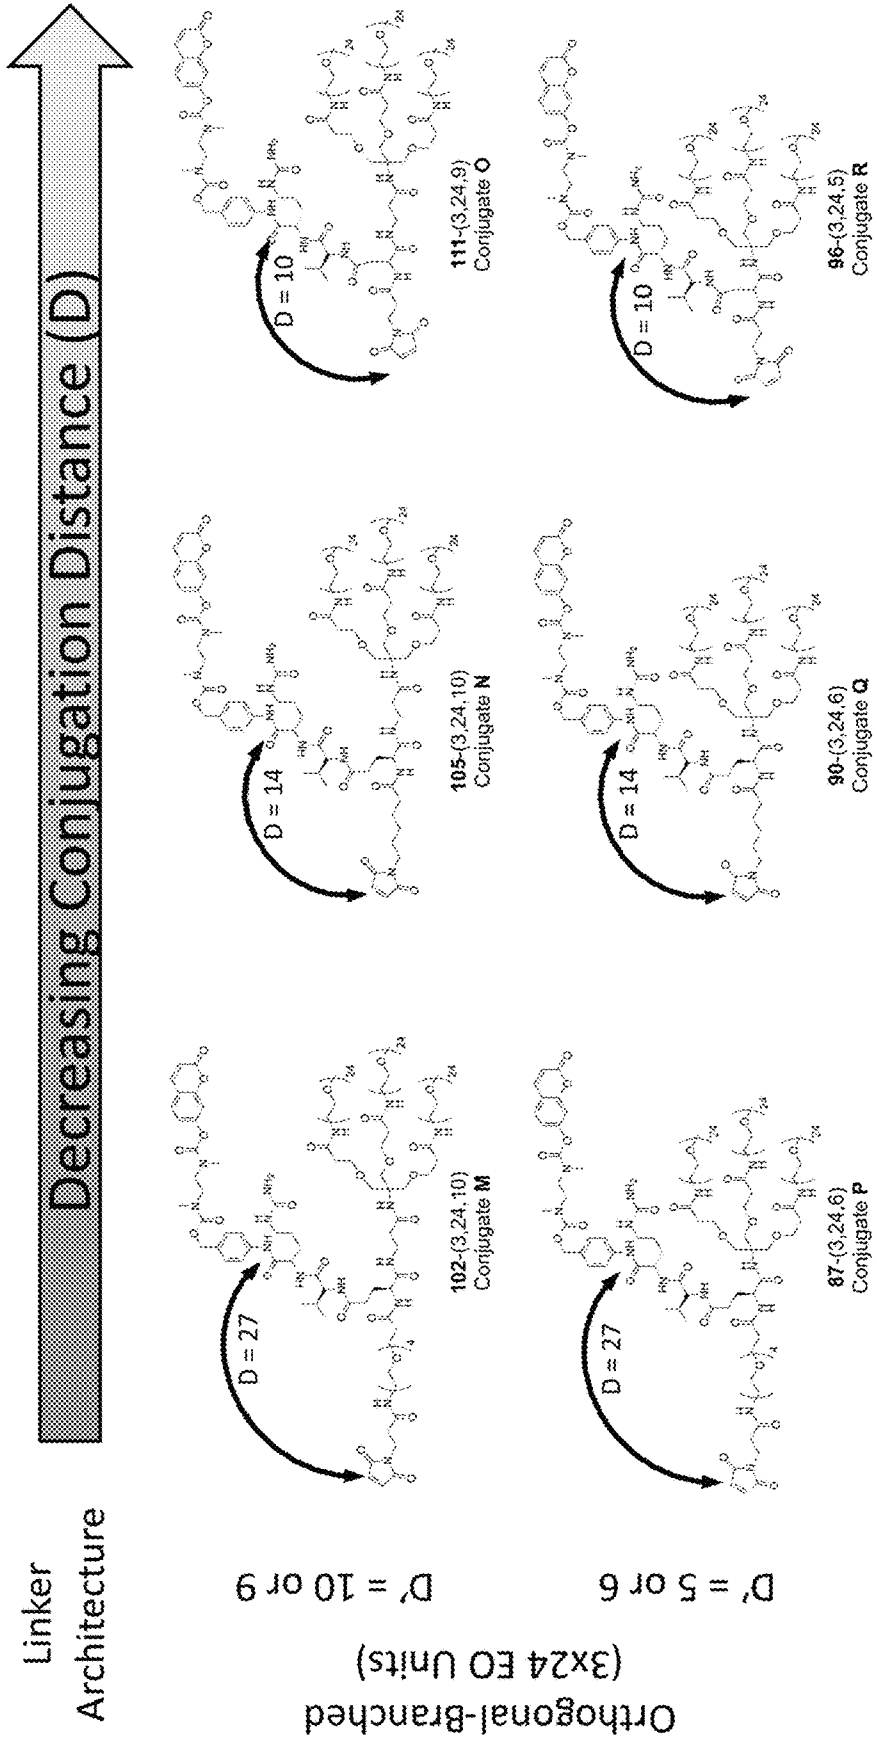 Linker
Architecture
Decreasing Conjugation Distance (D)
Orthogonal-Branched
(3x24 EO Units)
D' = 10 or 9
D = 27
102-(3,24,10)
Conjugate M
D = 14
105-(3,24,10)
Conjugate N
D = 10
111-(3,24,9)
Conjugate O
D' = 5 or 6
D = 27
87-(3,24,6)
Conjugate P
D = 14
90-(3,24,6)
Conjugate Q
D = 10
96-(3,24,5)
Conjugate R